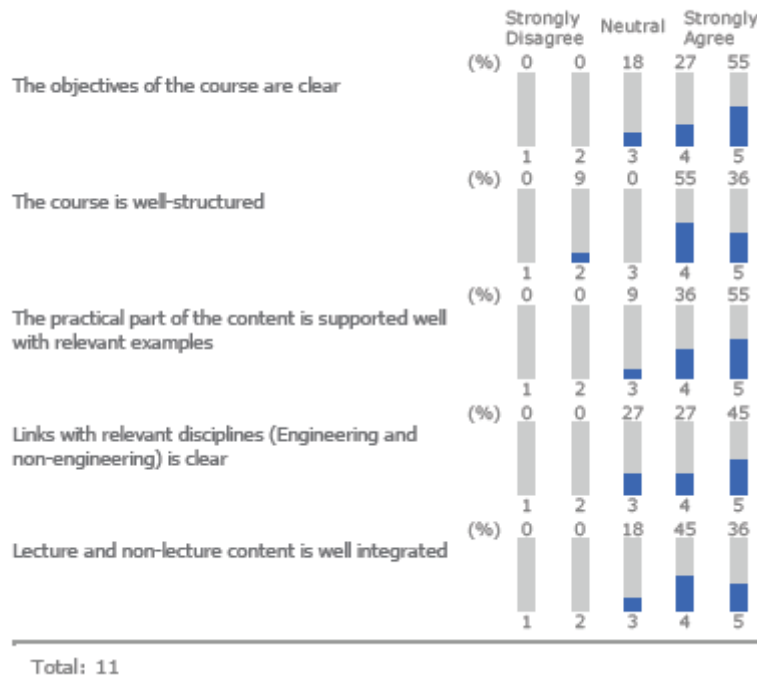 Strongly Disagree Neutral Strongly Agree
The objectives of the course are clear (%) 0 0 18 27 55
1 2 3 4 5
The course is well-structured (%) 0 9 0 55 36
1 2 3 4 5
The practical part of the content is supported well (%) 0 0 9 36 55
with relevant examples
1 2 3 4 5
Links with relevant disciplines (Engineering and (%) 0 0 27 27 45
non-engineering) is clear
1 2 3 4 5
Lecture and non-lecture content is well integrated (%) 0 0 18 45 36
1 2 3 4 5
Total: 11